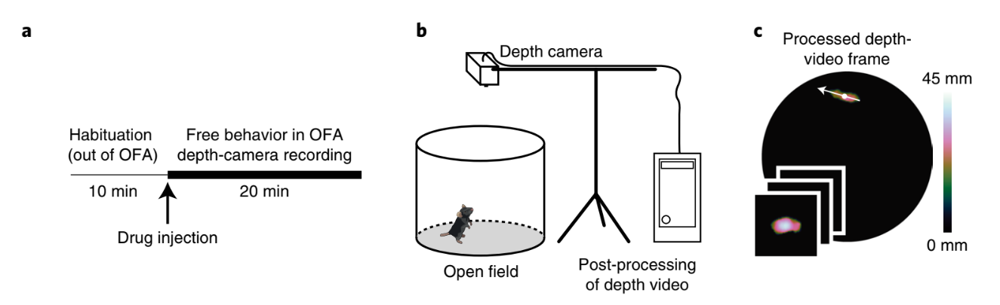 a
Habituation
(out of OFA)
Free behavior in OFA
depth-camera recording
10 min
20 min
Drug injection
b
Depth camera
Open field
Post-processing
of depth video
c
Processed depth-
video frame
45 mm
0 mm